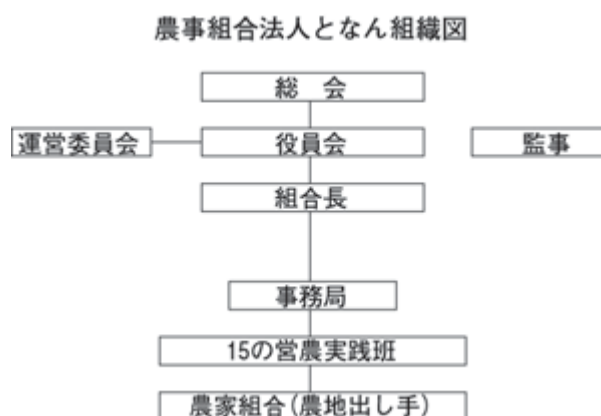 農事組合法人となん組織図
総　会
運営委員会
役員会
監事
組合長
事務局
15の営農実践班
農家組合(農地出し手)